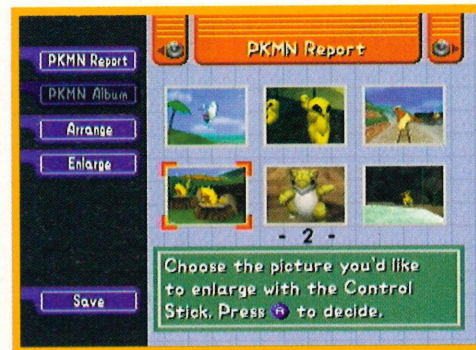 PKMN Report
PKMN Report
PKMN Album
Arrange
Enlarge
- 2 -
Choose the picture you'd like
to enlarge with the Control
Stick. Press A to decide.
Save